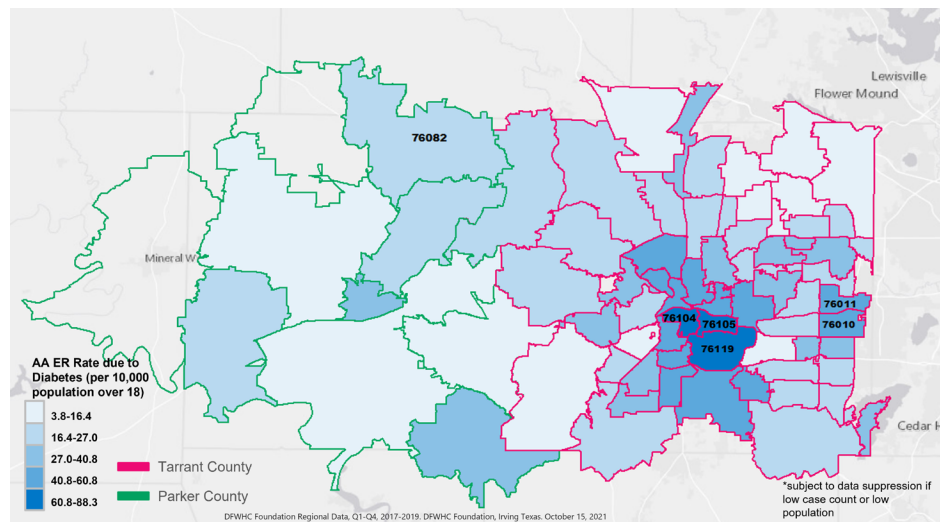 Lewisville
Flower Mound
76082
Mineral W
76011
76104
76105
76010
76119
AA ER Rate due to
Diabetes (per 10,000
population over 18)
3.8-16.4
16.4-27.0
27.0-40.8
40.8-60.8
60.8-88.3
Tarrant County
Parker County
Cedar H
*subject to data suppression if
low case count or low
population
DFWHC Foundation Regional Data, Q1-Q4, 2017-2019. DFWHC Foundation, Irving Texas. October 15, 2021